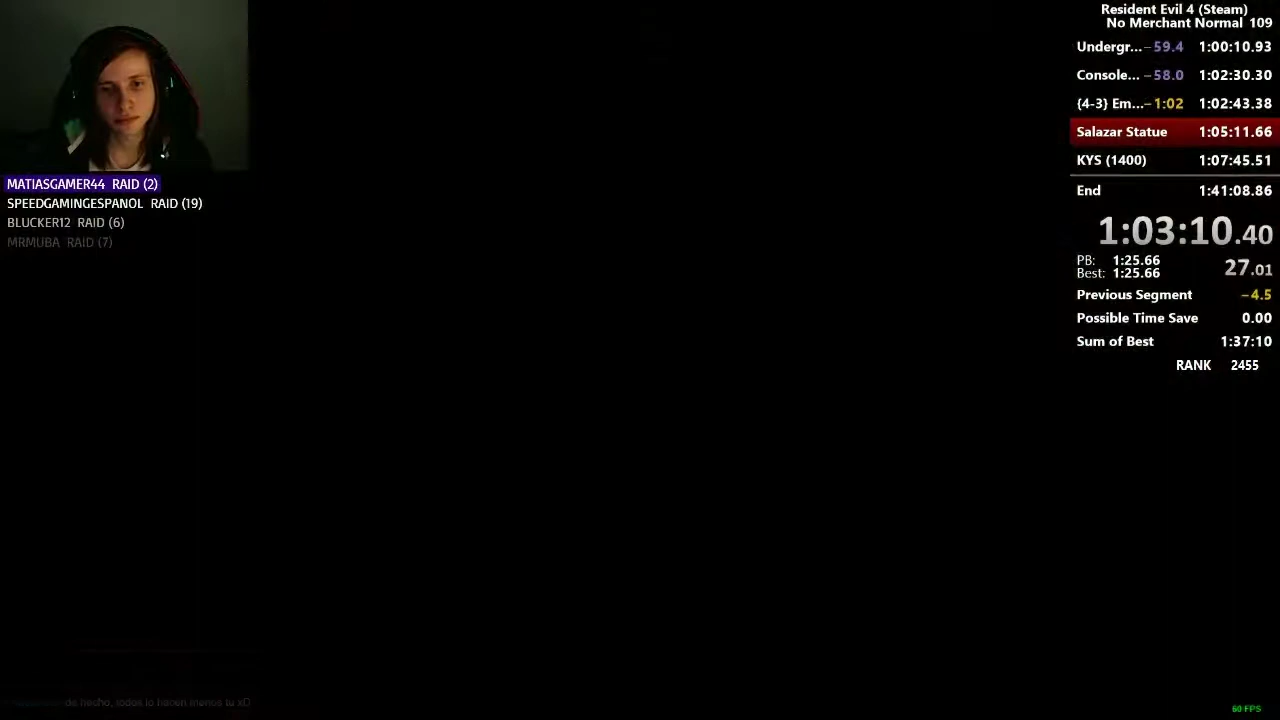 Resident Evil 4 (Steam)
No Merchant Normal 109
Undergr... −59.4 1:00:10.93
Console... −58.0 1:02:30.30
{4-3} Em... −1:02 1:02:43.38
Salazar Statue 1:05:11.66
KYS (1400) 1:07:45.51
End 1:41:08.86
1:03:10.40
PB: 1:25.66
Best: 1:25.66
27.01
Previous Segment −4.5
Possible Time Save 0.00
Sum of Best 1:37:10
RANK 2455
MATIASGAMER44 RAID (2)
SPEEDGAMINGESPANOL RAID (19)
BLUCKER12 RAID (6)
MRMUBA RAID (7)
de hecho, todos lo hacen menos tu xD
60 FPS